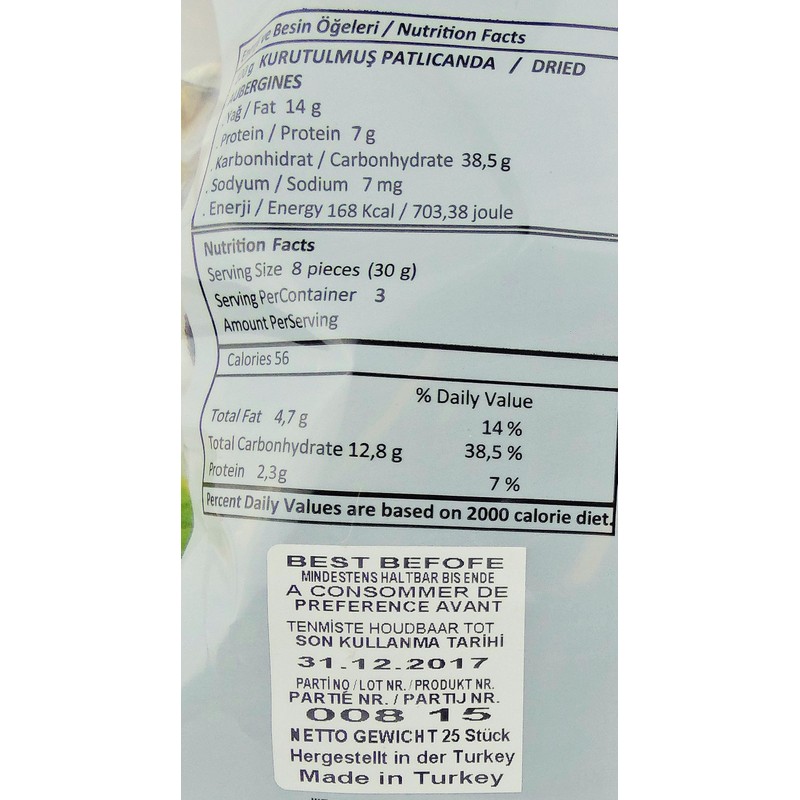 ve Besin Öğeleri / Nutrition Facts
g KURUTULMUŞ PATLICANDA / DRIED
AUBERGINES
Yağ / Fat 14 g
Protein / Protein 7 g
Karbonhidrat / Carbonhydrate 38,5 g
Sodyum / Sodium 7 mg
Enerji / Energy 168 Kcal / 703,38 joule
Nutrition Facts
Serving Size 8 pieces (30 g)
Serving PerContainer 3
Amount PerServing
Calories 56
% Daily Value
Total Fat 4,7 g 14 %
Total Carbonhydrate 12,8 g 38,5 %
Protein 2,3g 7 %
Percent Daily Values are based on 2000 calorie diet.
BEST BEFOFE
MINDESTENS HALTBAR BIS ENDE
A CONSOMMER DE
PREFERENCE AVANT
TENMİSTE HOUDBAAR TOT
SON KULLANMA TARİHİ
31.12.2017
PARTİ NO / LOT NR. / PRODUKT NR.
PARTIÉ NR. / PARTIJ NR.
008 15
NETTO GEWICHT 25 Stück
Hergestellt in der Turkey
Made in Turkey